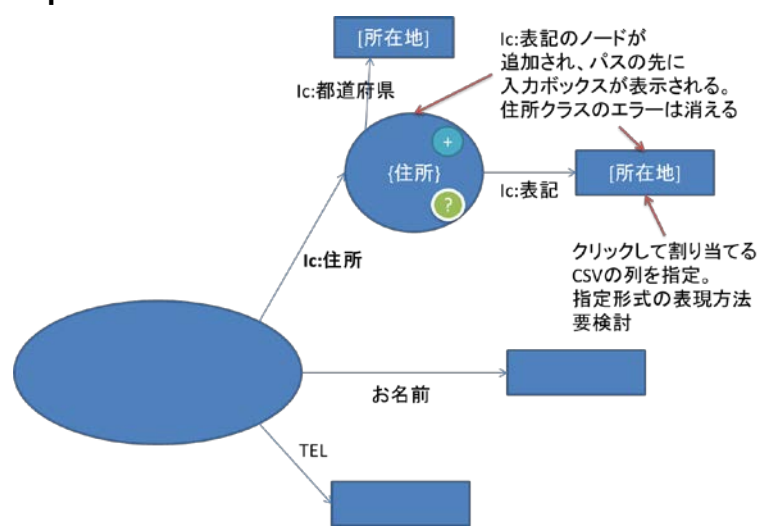 [所在地]
Ic:表記のノードが
追加され、パスの先に
入力ボックスが表示される。
住所クラスのエラーは消える
Ic:都道府県
+
{住所}
?
[所在地]
Ic:表記
Ic:住所
クリックして割り当てる
CSVの列を指定。
指定形式の表現方法
要検討
お名前
TEL